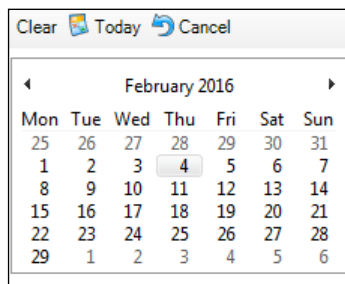 Clear Today Cancel
February 2016
Mon Tue Wed Thu Fri Sat Sun
25 26 27 28 29 30 31
1 2 3 4 5 6 7
8 9 10 11 12 13 14
15 16 17 18 19 20 21
22 23 24 25 26 27 28
29 1 2 3 4 5 6